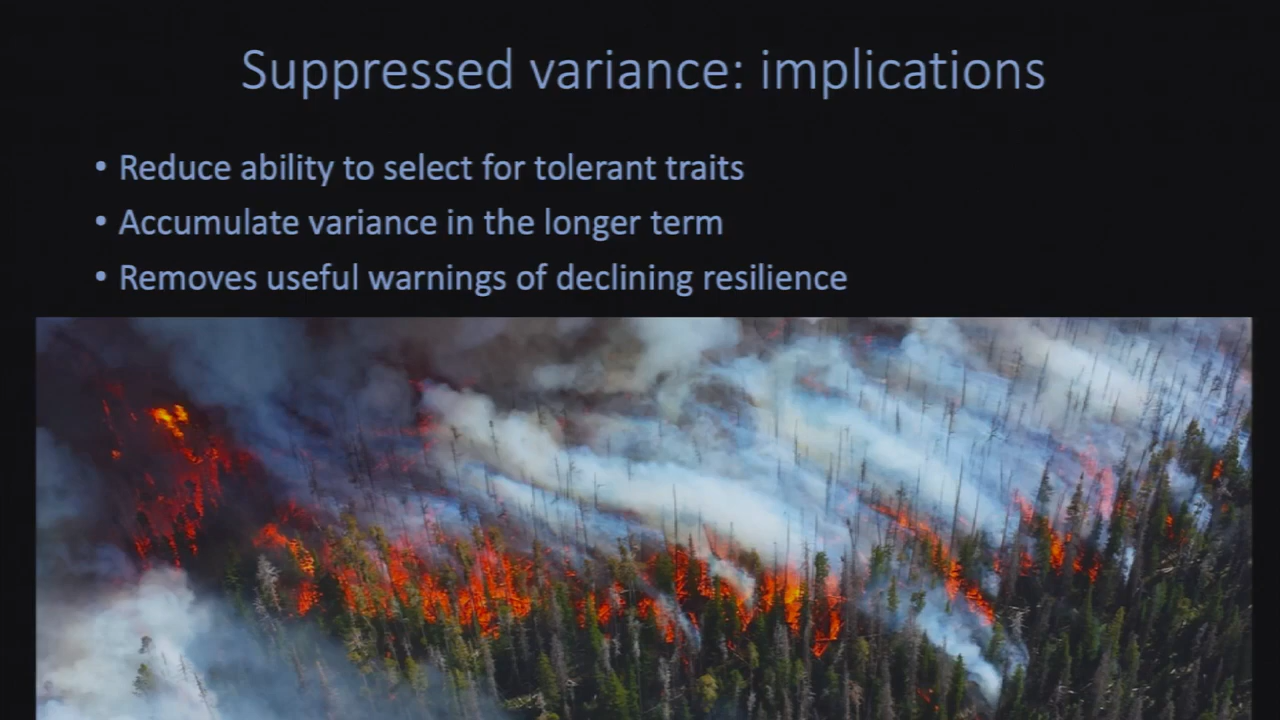 Suppressed variance: implications
• Reduce ability to select for tolerant traits
• Accumulate variance in the longer term
• Removes useful warnings of declining resilience